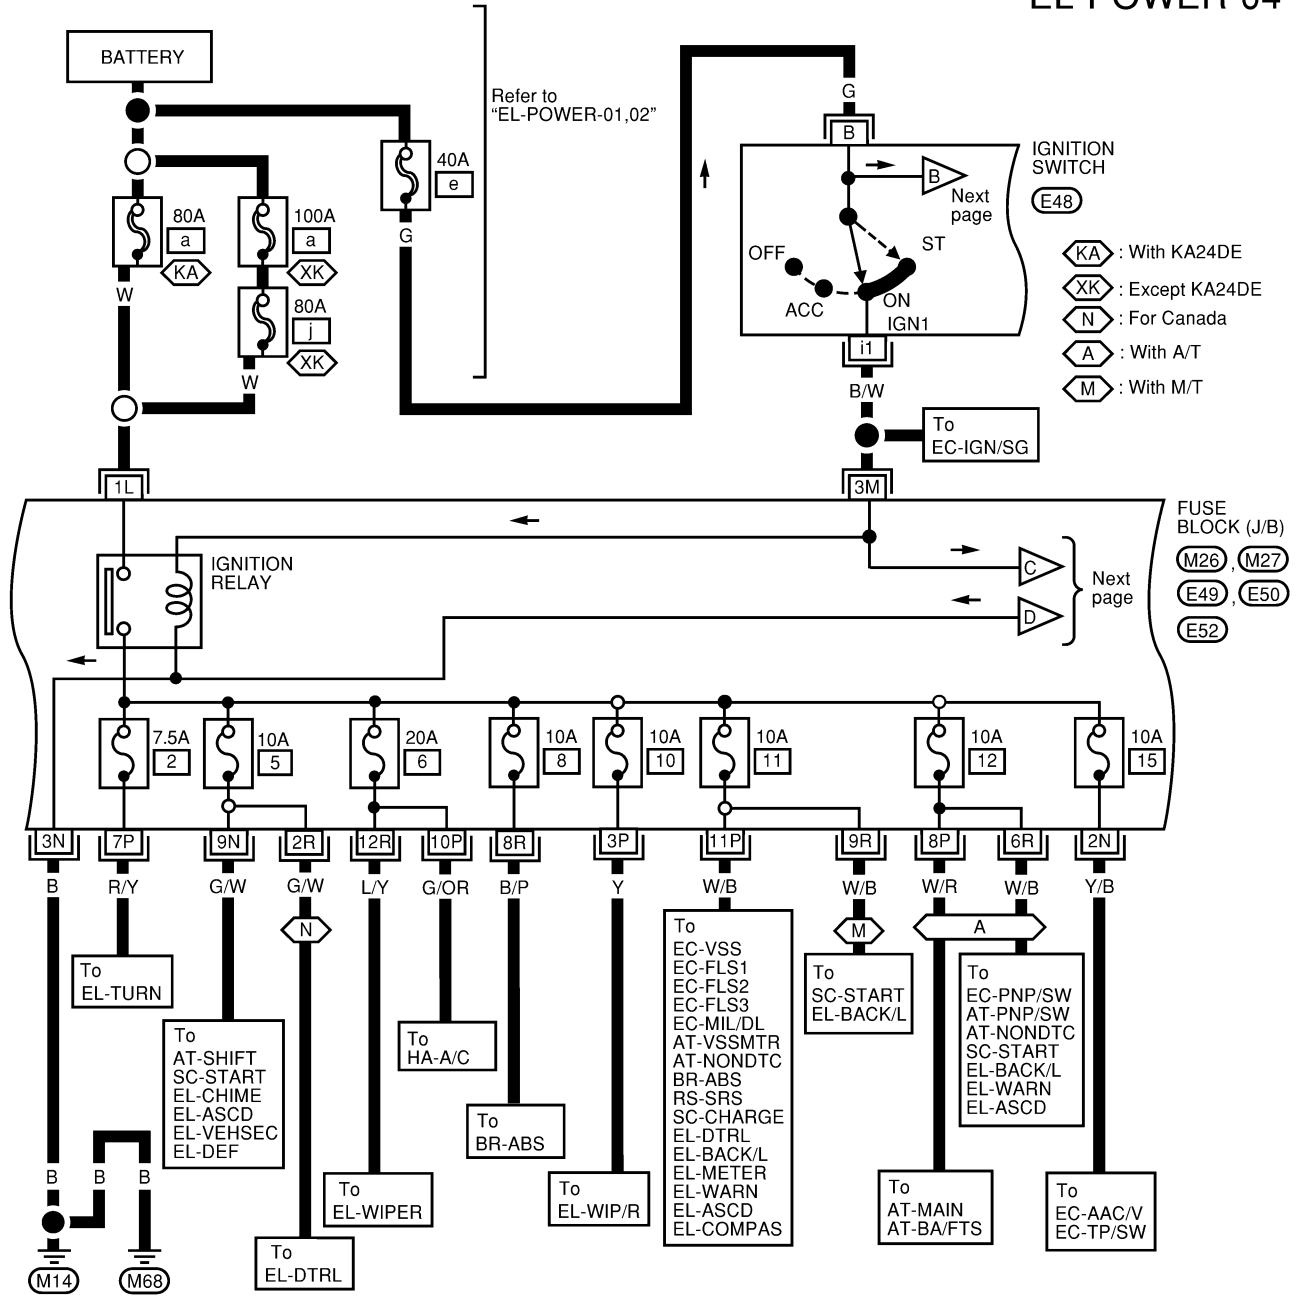 EL-POWER-04
BATTERY
Refer to
“EL-POWER-01,02”
G
B
IGNITION
SWITCH
E48
B
Next
page
40A
e
G
80A
a
KA
100A
a
XK
W
80A
j
XK
W
OFF
ACC
ON
ST
IGN1
i1
B/W
KA : With KA24DE
XK : Except KA24DE
N : For Canada
A : With A/T
M : With M/T
To
EC-IGN/SG
1L
3M
FUSE
BLOCK (J/B)
M26 , M27
E49 , E50
E52
IGNITION
RELAY
C
D
Next
page
7.5A
2
10A
5
20A
6
10A
8
10A
10
10A
11
10A
12
10A
15
3N 7P 9N 2R 12R 10P 8R 3P 11P 9R 8P 6R 2N
B R/Y G/W G/W L/Y G/OR B/P Y W/B W/B W/R W/B Y/B
N
M
A
To
EL-TURN
To
AT-SHIFT
SC-START
EL-CHIME
EL-ASCD
EL-VEHSEC
EL-DEF
To
EL-DTRL
To
EL-WIPER
To
HA-A/C
To
BR-ABS
To
EL-WIP/R
To
EC-VSS
EC-FLS1
EC-FLS2
EC-FLS3
EC-MIL/DL
AT-VSSMTR
AT-NONDTC
BR-ABS
RS-SRS
SC-CHARGE
EL-DTRL
EL-BACK/L
EL-METER
EL-WARN
EL-ASCD
EL-COMPAS
To
SC-START
EL-BACK/L
To
AT-MAIN
AT-BA/FTS
To
EC-PNP/SW
AT-PNP/SW
AT-NONDTC
SC-START
EL-BACK/L
EL-WARN
EL-ASCD
To
EC-AAC/V
EC-TP/SW
B B B
M14 M68